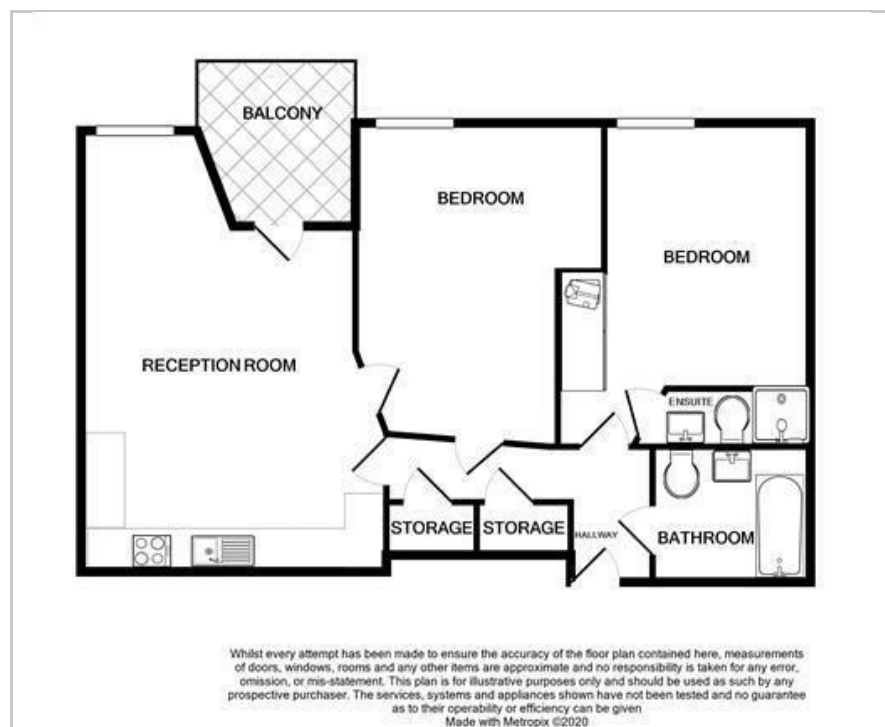 BALCONY
BEDROOM
BEDROOM
RECEPTION ROOM
ENSUITE
STORAGE
STORAGE
HALLWAY
BATHROOM
Whilst every attempt has been made to ensure the accuracy of the floor plan contained here, measurements
of doors, windows, rooms and any other items are approximate and no responsibility is taken for any error,
omission, or mis-statement. This plan is for illustrative purposes only and should be used as such by any
prospective purchaser. The services, systems and appliances shown have not been tested and no guarantee
as to their operability or efficiency can be given
Made with Metropix ©2020